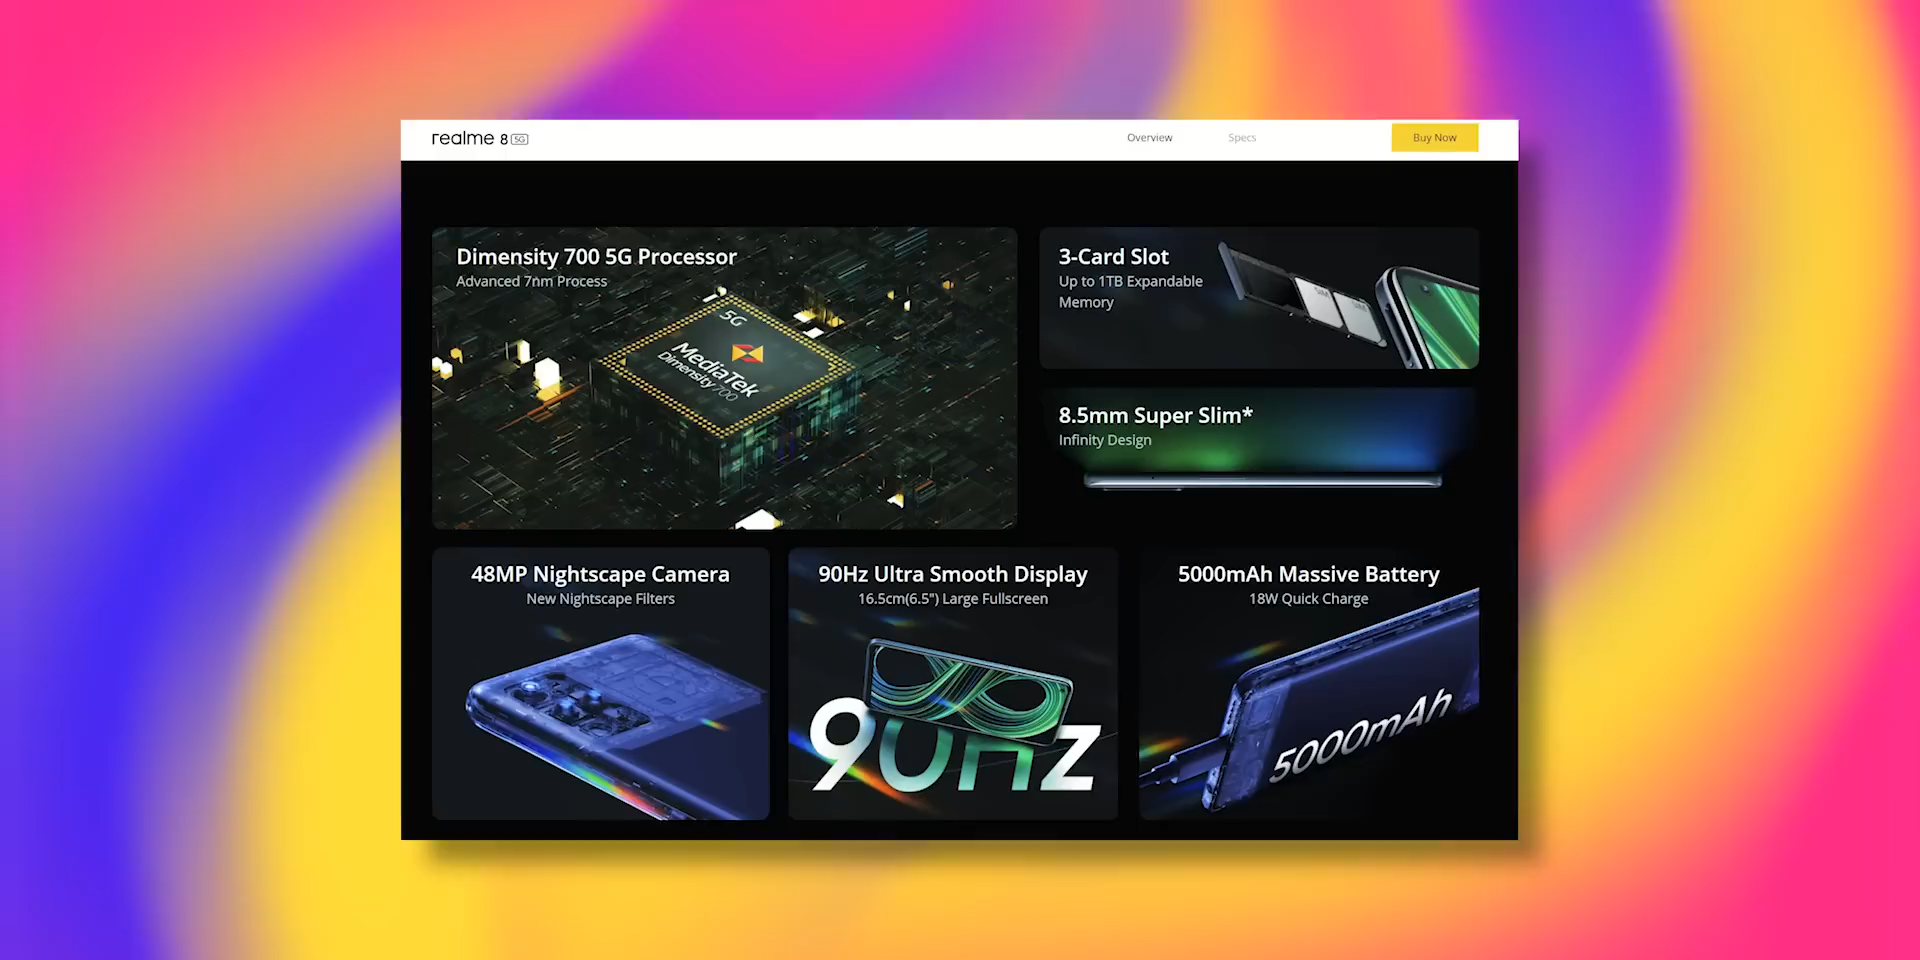 realme 8 5G
Overview
Specs
Buy Now
Dimensity 700 5G Processor
Advanced 7nm Process
5G
MediaTek
Dimensity 700
3-Card Slot
Up to 1TB Expandable
Memory
8.5mm Super Slim*
Infinity Design
48MP Nightscape Camera
New Nightscape Filters
90Hz Ultra Smooth Display
16.5cm(6.5") Large Fullscreen
90Hz
5000mAh Massive Battery
18W Quick Charge
5000mAh